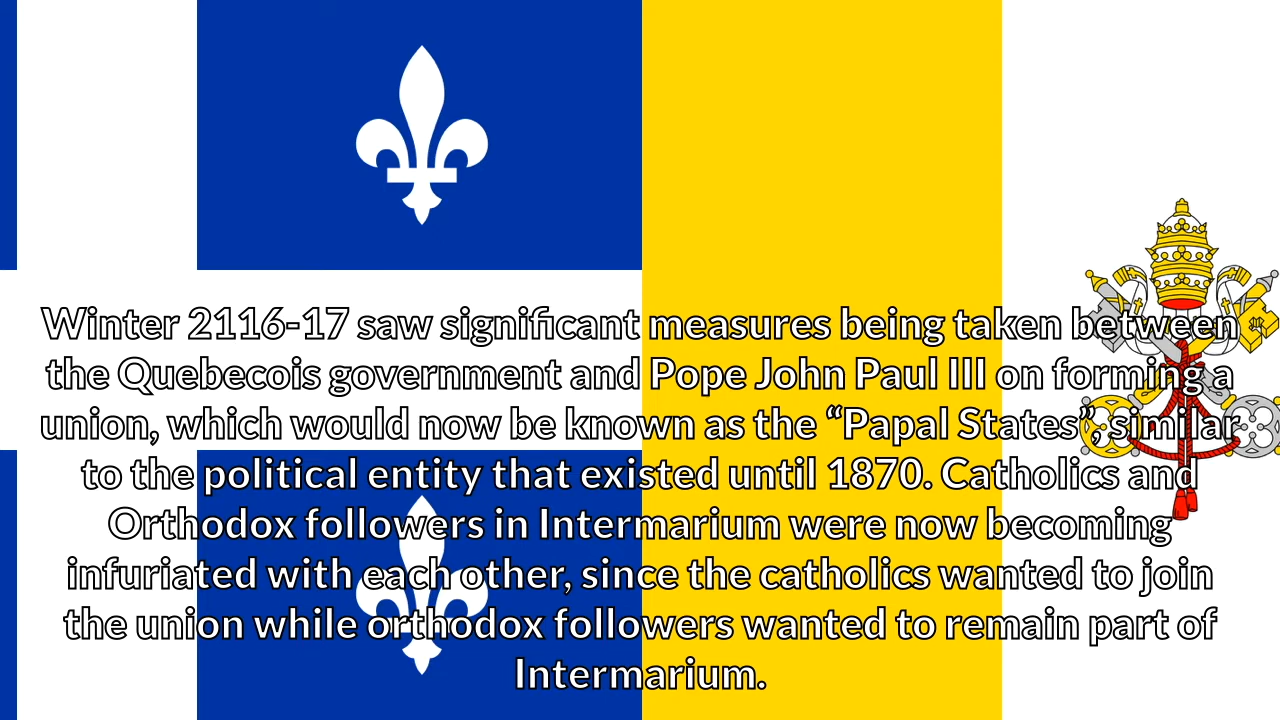 Winter 2116-17 saw significant measures being taken between
the Quebecois government and Pope John Paul III on forming a
union, which would now be known as the “Papal States”, similar
to the political entity that existed until 1870. Catholics and
Orthodox followers in Intermarium were now becoming
infuriated with each other, since the catholics wanted to join
the union while orthodox followers wanted to remain part of
Intermarium.